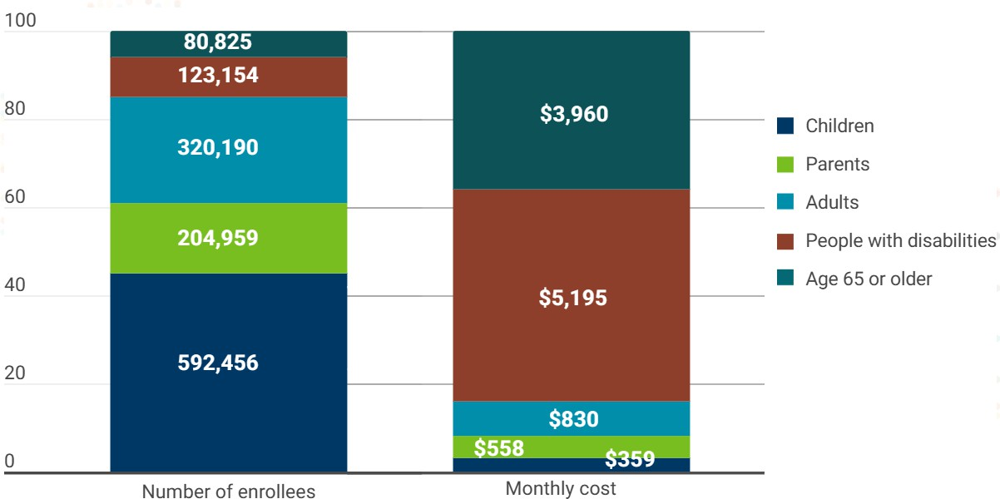 100
80
60
40
20
0
80,825
123,154
320,190
204,959
592,456
Number of enrollees
$3,960
$5,195
$830
$558
$359
Monthly cost
Children
Parents
Adults
People with disabilities
Age 65 or older